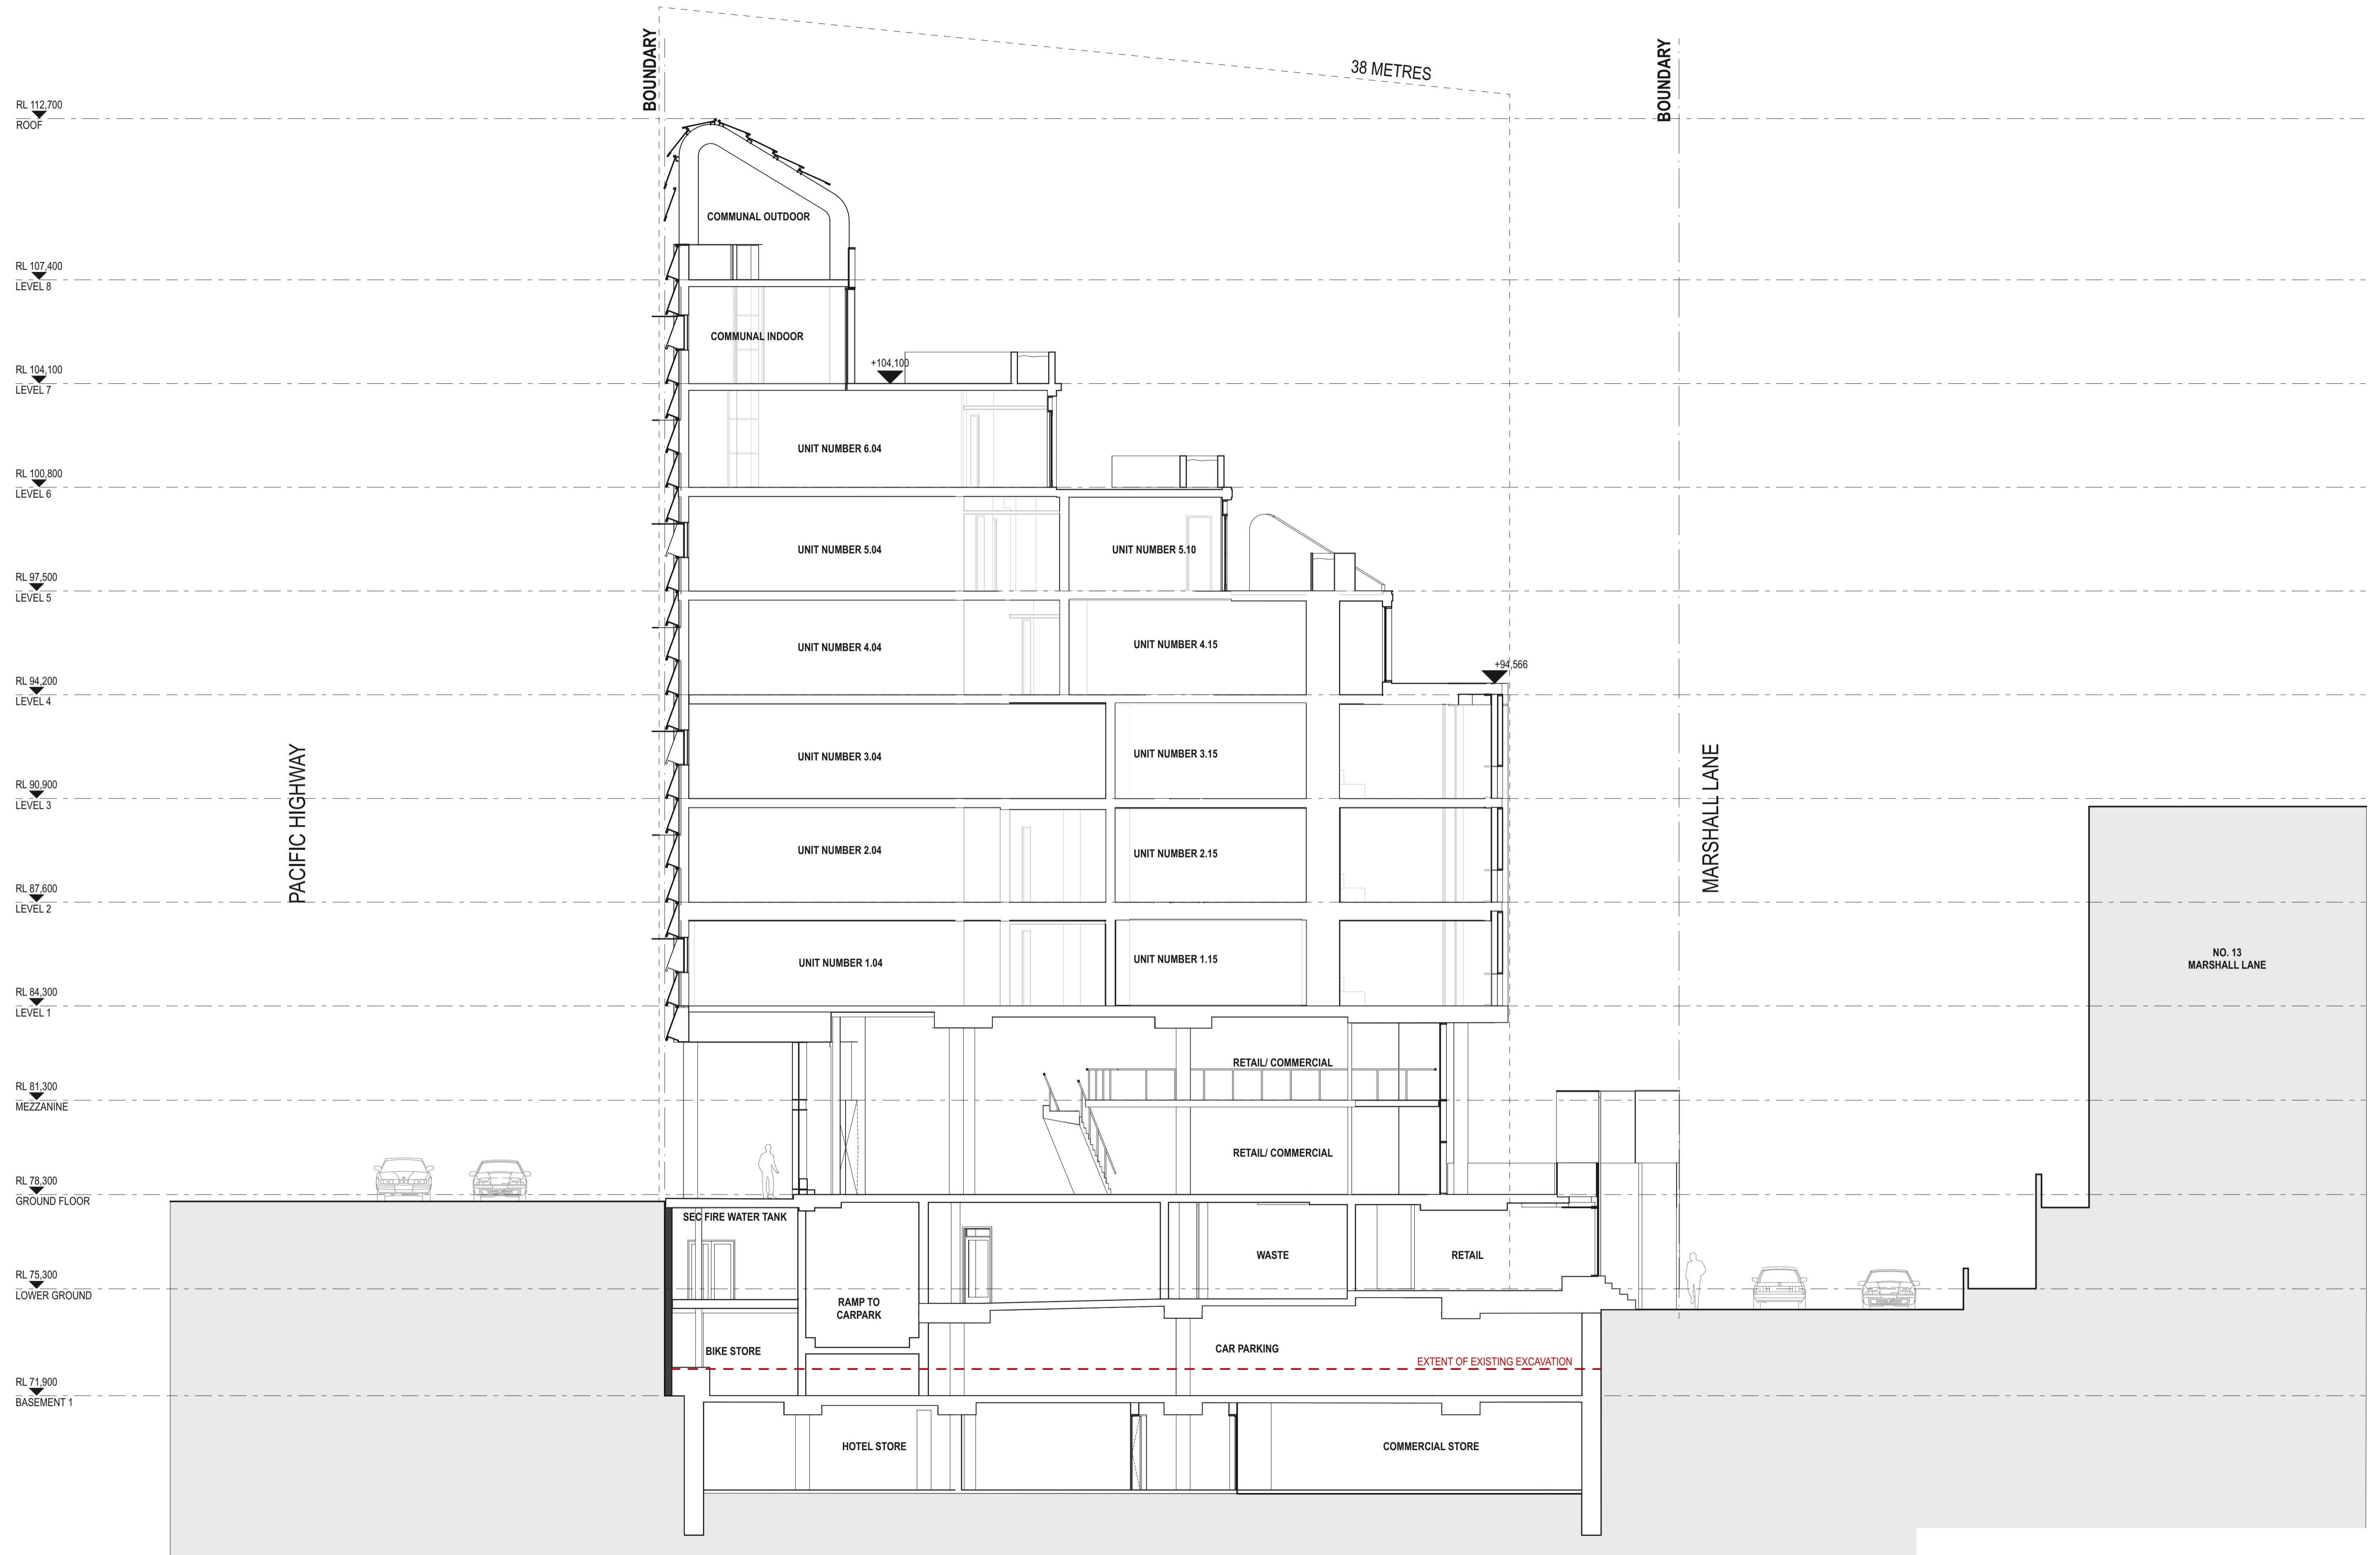 BOUNDARY
BOUNDARY
38 METRES
RL 112,700
ROOF
COMMUNAL OUTDOOR
RL 107,400
LEVEL 8
COMMUNAL INDOOR
RL 104,100
LEVEL 7
+104,100
UNIT NUMBER 6.04
RL 100,800
LEVEL 6
UNIT NUMBER 5.04
UNIT NUMBER 5.10
RL 97,500
LEVEL 5
UNIT NUMBER 4.04
UNIT NUMBER 4.15
+94,566
RL 94,200
LEVEL 4
UNIT NUMBER 3.04
UNIT NUMBER 3.15
PACIFIC HIGHWAY
MARSHALL LANE
RL 90,900
LEVEL 3
UNIT NUMBER 2.04
UNIT NUMBER 2.15
RL 87,600
LEVEL 2
UNIT NUMBER 1.04
UNIT NUMBER 1.15
NO. 13
MARSHALL LANE
RL 84,300
LEVEL 1
RETAIL/ COMMERCIAL
RL 81,300
MEZZANINE
RETAIL/ COMMERCIAL
RL 78,300
GROUND FLOOR
SEC FIRE WATER TANK
WASTE
RETAIL
RL 75,300
LOWER GROUND
RAMP TO
CARPARK
BIKE STORE
CAR PARKING
EXTENT OF EXISTING EXCAVATION
RL 71,900
BASEMENT 1
HOTEL STORE
COMMERCIAL STORE